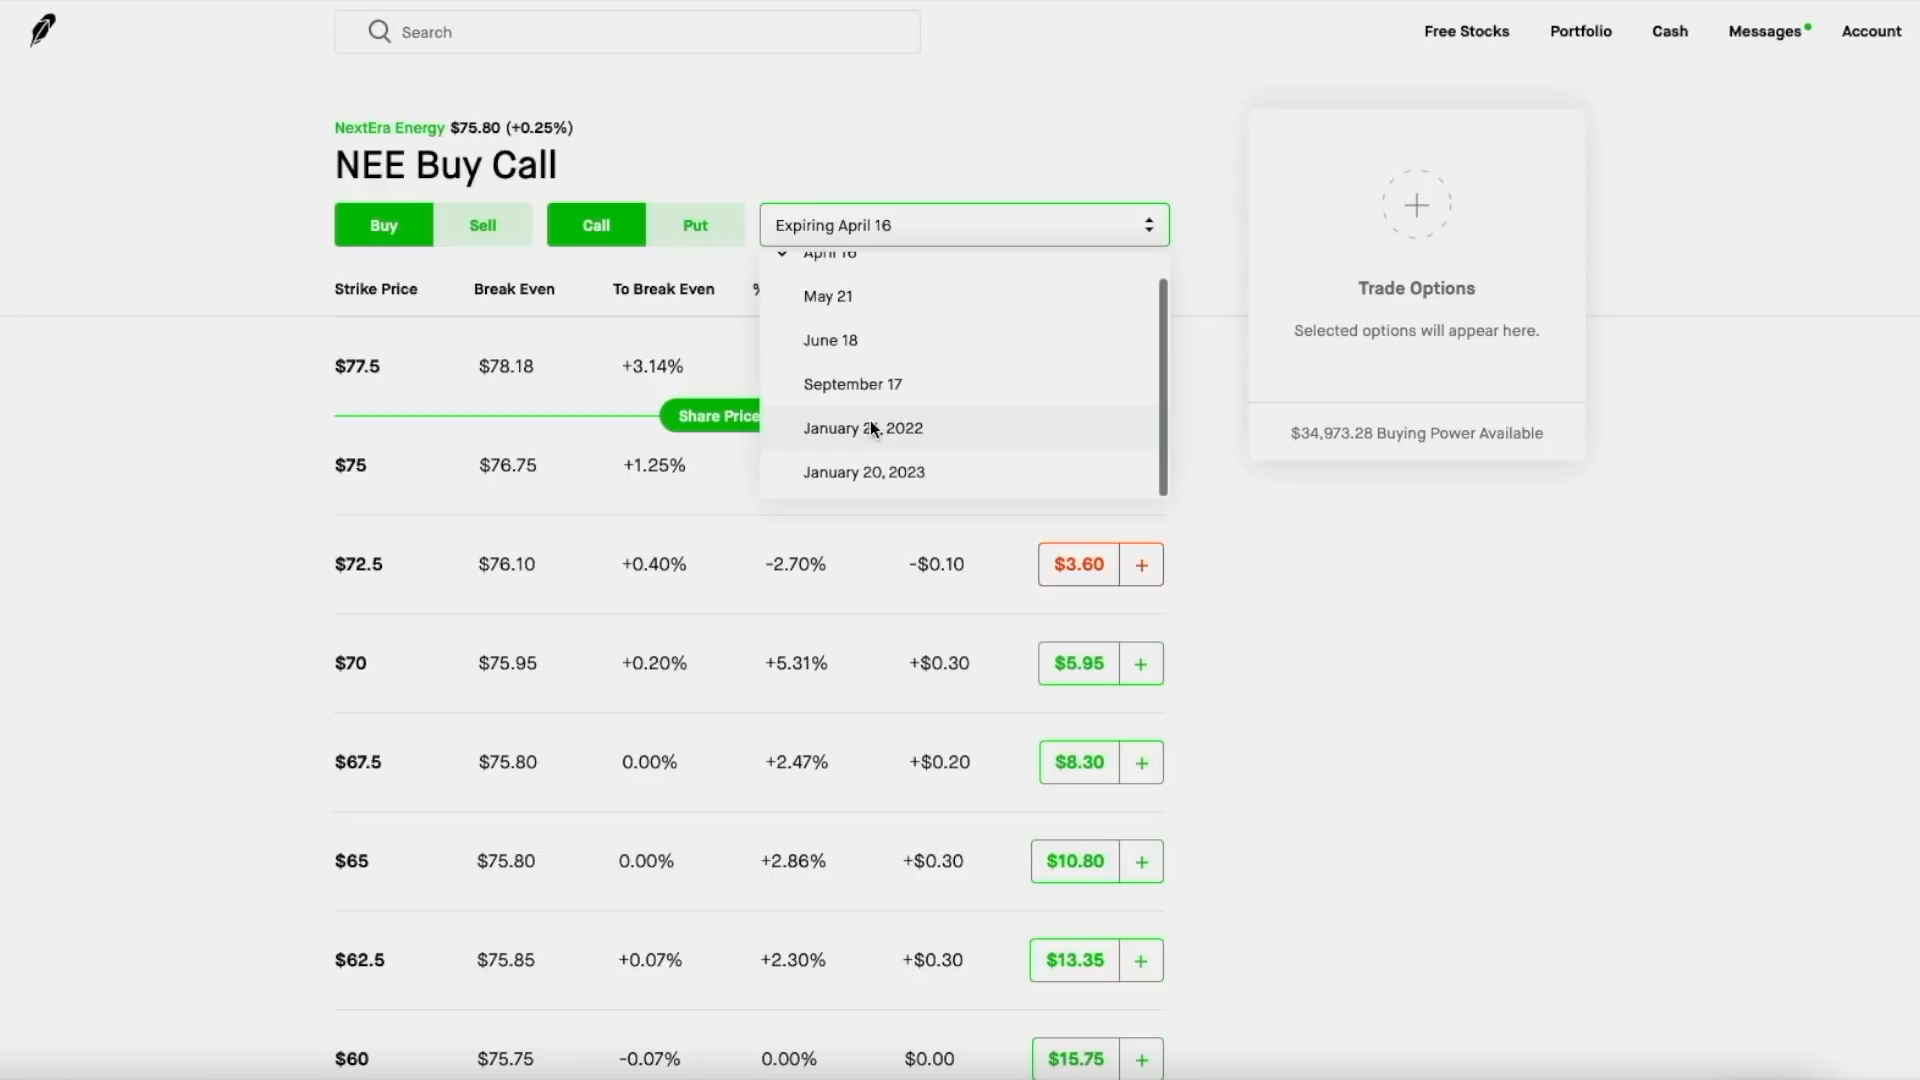 Search
Free Stocks Portfolio Cash Messages Account
NextEra Energy $75.80 (+0.25%)
NEE Buy Call
Buy Sell Call Put Expiring April 16
April 16
May 21
June 18
September 17
January 2, 2022
January 20, 2023
Strike Price Break Even To Break Even %
$77.5 $78.18 +3.14%
Share Price
$75 $76.75 +1.25%
$72.5 $76.10 +0.40% -2.70% -$0.10 $3.60 +
$70 $75.95 +0.20% +5.31% +$0.30 $5.95 +
$67.5 $75.80 0.00% +2.47% +$0.20 $8.30 +
$65 $75.80 0.00% +2.86% +$0.30 $10.80 +
$62.5 $75.85 +0.07% +2.30% +$0.30 $13.35 +
$60 $75.75 -0.07% 0.00% $0.00 $15.75 +
Trade Options
Selected options will appear here.
$34,973.28 Buying Power Available